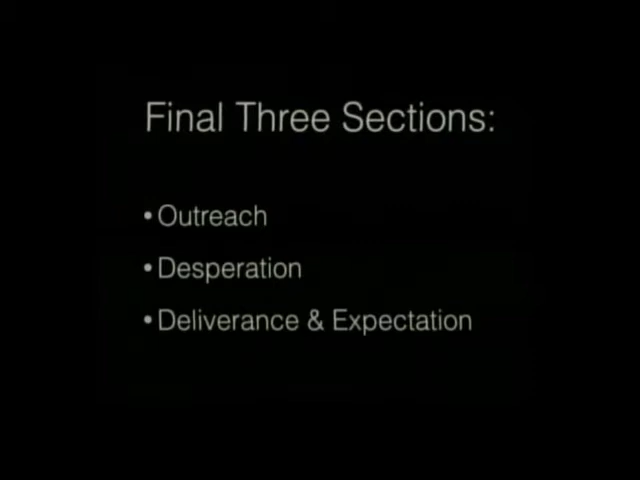 Final Three Sections:
• Outreach
• Desperation
• Deliverance & Expectation